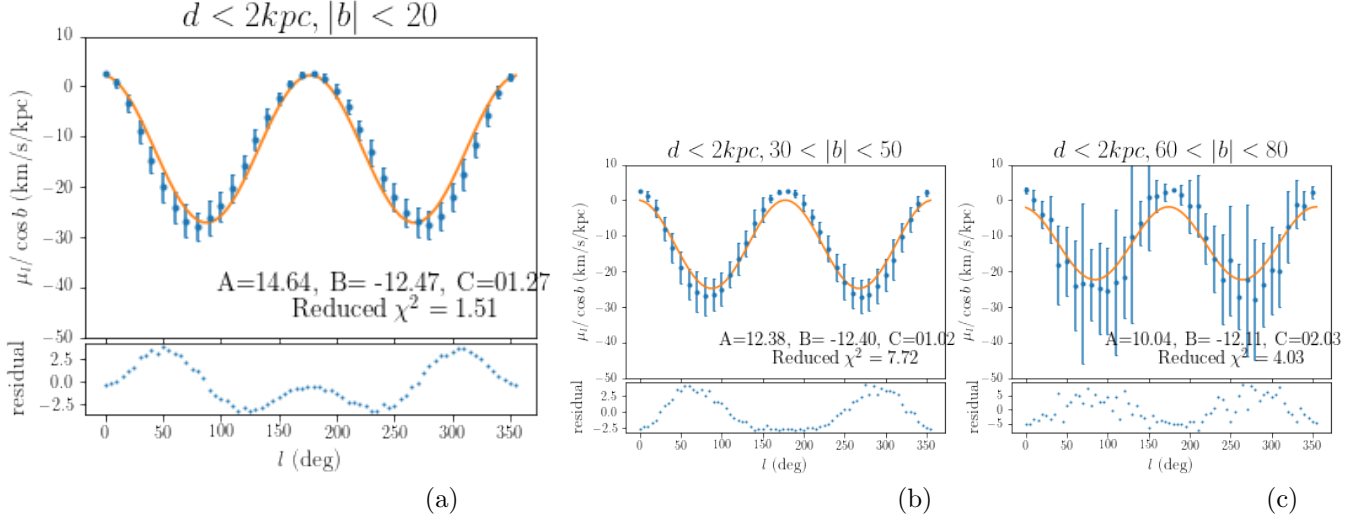 d < 2kpc, |b| < 20
10
0
−10
−20
−30
−40
−50
μ_l/ cos b (km/s/kpc)
A=14.64, B= -12.47, C=01.27
Reduced χ² = 1.51
2.5
0.0
−2.5
residual
0 50 100 150 200 250 300 350
l (deg)
(a)
d < 2kpc, 30 < |b| < 50
10
0
−10
−20
−30
−40
−50
μ_l/ cos b (km/s/kpc)
A=12.38, B= -12.40, C=01.02
Reduced χ² = 7.72
2.5
0.0
−2.5
residual
0 50 100 150 200 250 300 350
l (deg)
(b)
d < 2kpc, 60 < |b| < 80
10
0
−10
−20
−30
−40
−50
μ_l/ cos b (km/s/kpc)
A=10.04, B= -12.11, C=02.03
Reduced χ² = 4.03
5
0
−5
residual
0 50 100 150 200 250 300 350
l (deg)
(c)